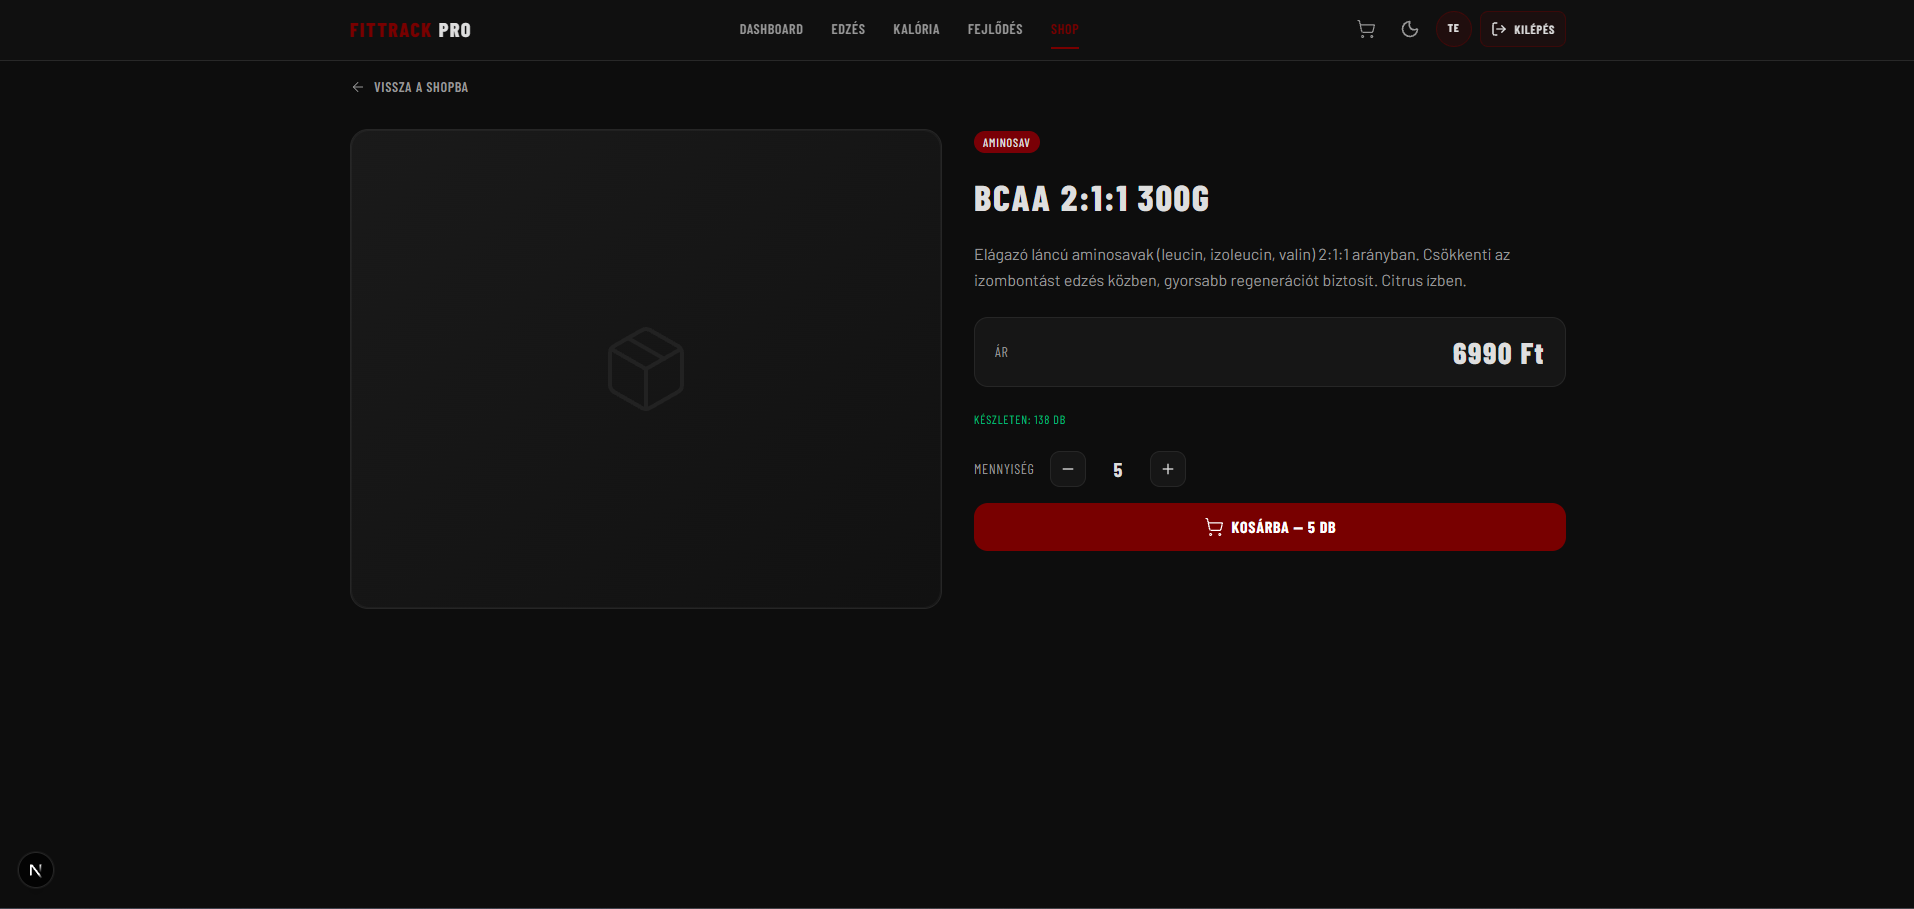 FITTRACK PRO
DASHBOARD
EDZÉS
KALÓRIA
FEJLŐDÉS
SHOP
TE
KILÉPÉS
VISSZA A SHOPBA
AMINOSAV
BCAA 2:1:1 300G
Elágazó láncú aminosavak (leucin, izoleucin, valin) 2:1:1 arányban. Csökkenti az
izombontást edzés közben, gyorsabb regenerációt biztosít. Citrus ízben.
ÁR
6990 Ft
KÉSZLETEN: 138 DB
MENNYISÉG
5
KOSÁRBA — 5 DB
N